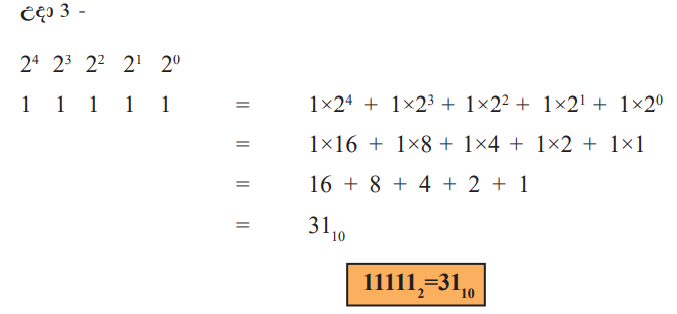 උදා 3 -
2⁴ 2³ 2² 2¹ 2⁰
1 1 1 1 1 = 1×2⁴ + 1×2³ + 1×2² + 1×2¹ + 1×2⁰
= 1×16 + 1×8 + 1×4 + 1×2 + 1×1
= 16 + 8 + 4 + 2 + 1
= 31₁₀
11111₂=31₁₀